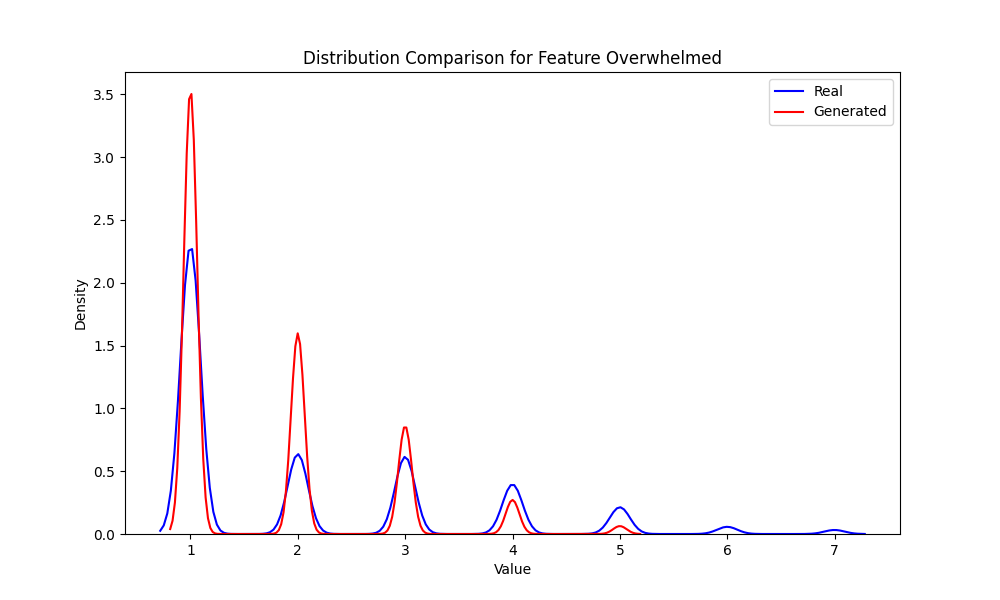 Distribution Comparison for Feature Overwhelmed
Real
Generated
Density
3.5
3.0
2.5
2.0
1.5
1.0
0.5
0.0
1 2 3 4 5 6 7
Value